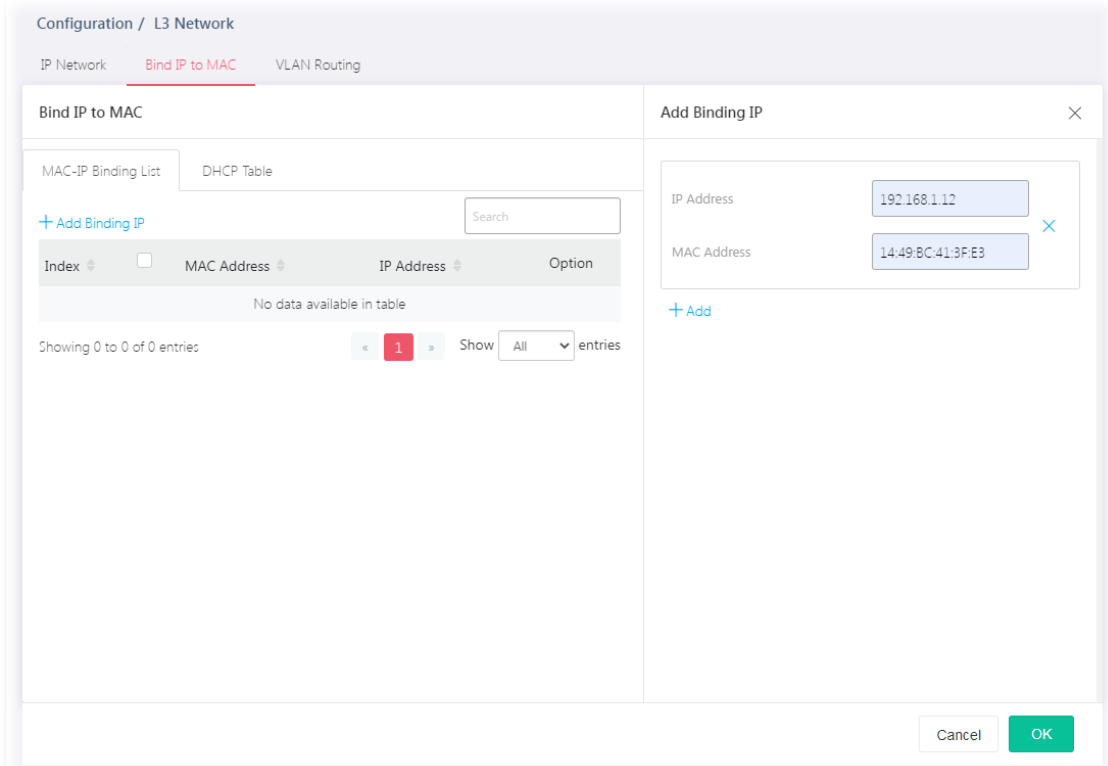 Configuration / L3 Network
IP Network Bind IP to MAC VLAN Routing
Bind IP to MAC
MAC-IP Binding List DHCP Table
+ Add Binding IP Search
Index MAC Address IP Address Option
No data available in table
Showing 0 to 0 of 0 entries « 1 » Show All entries
Add Binding IP ×
IP Address 192.168.1.12
MAC Address 14:49:BC:41:3F:E3
+ Add
Cancel OK